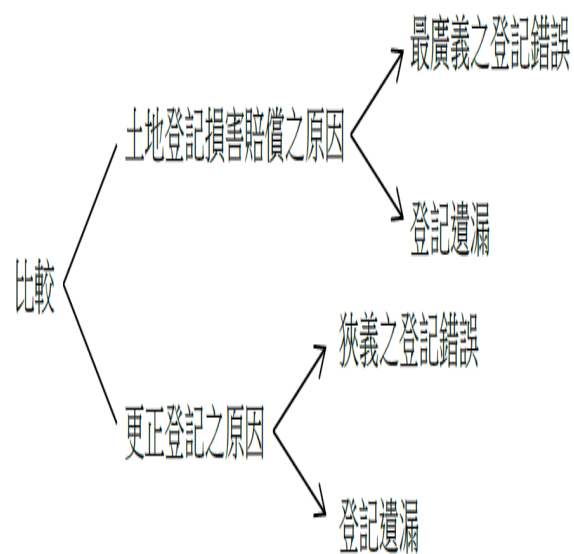 比較
土地登記損害賠償之原因
最廣義之登記錯誤
登記遺漏
更正登記之原因
狹義之登記錯誤
登記遺漏